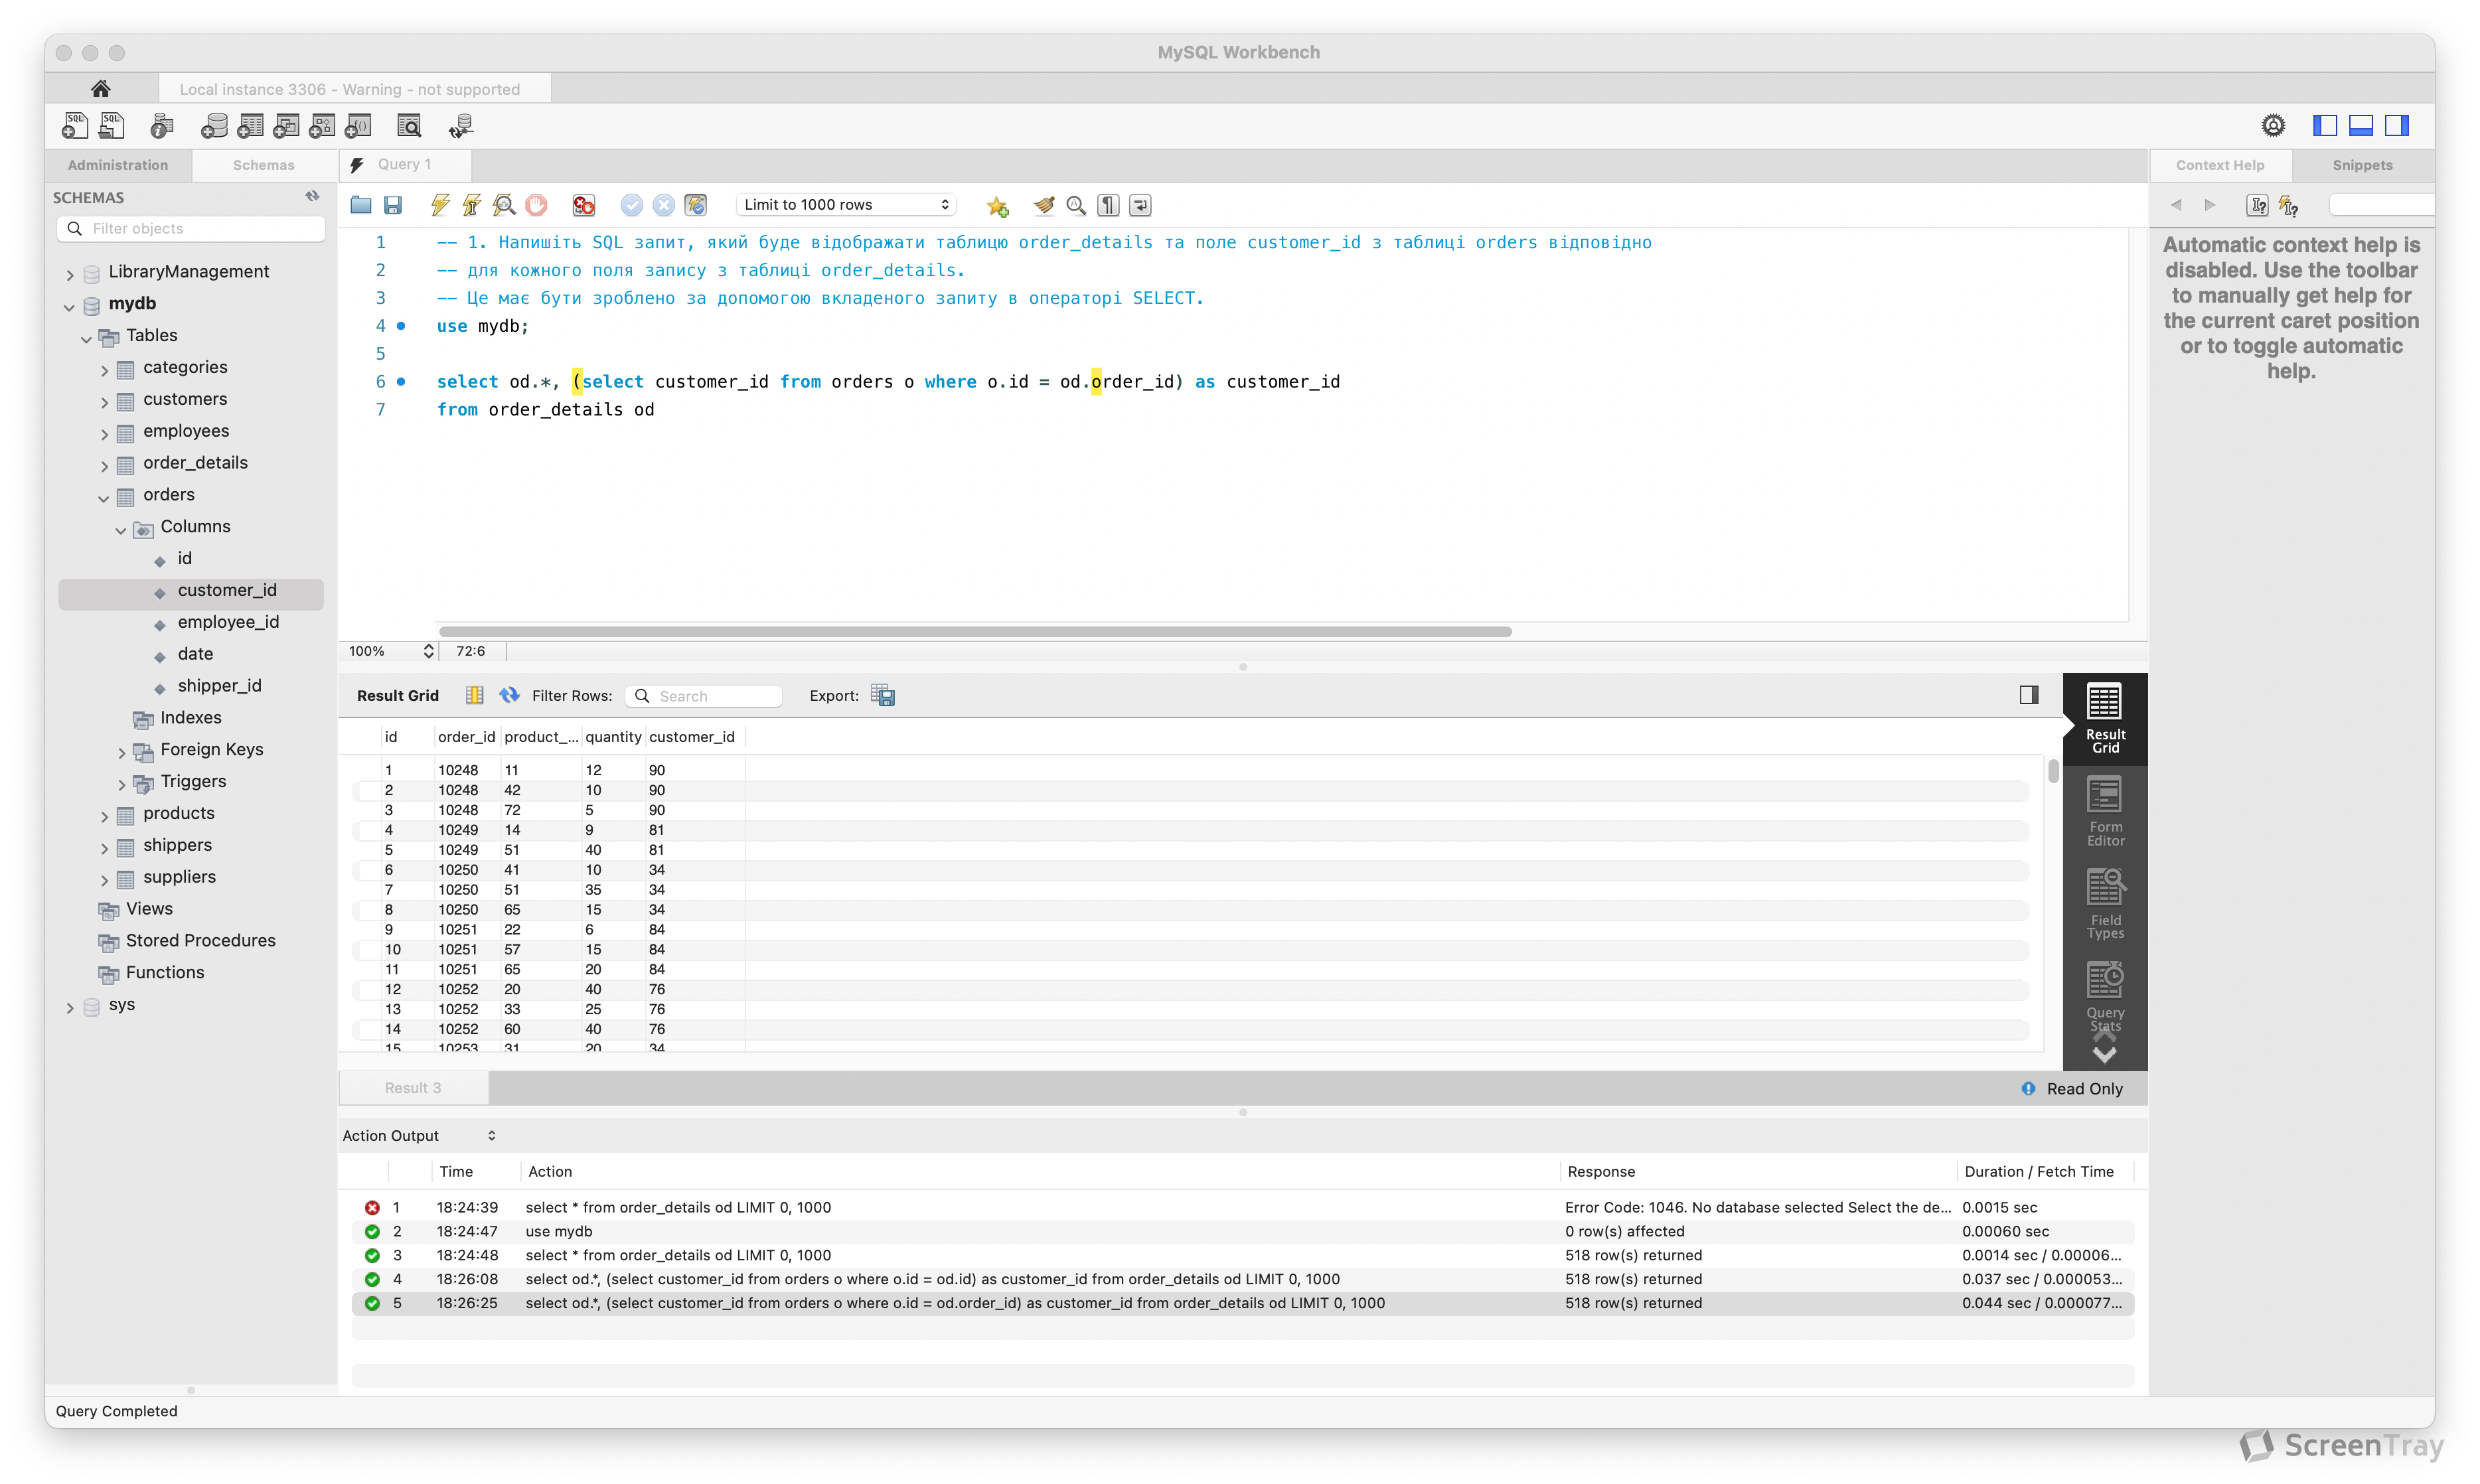 MySQL Workbench
Local instance 3306 - Warning - not supported
Administration
Schemas
SCHEMAS
Filter objects
LibraryManagement
mydb
Tables
categories
customers
employees
order_details
orders
Columns
id
customer_id
employee_id
date
shipper_id
Indexes
Foreign Keys
Triggers
products
shippers
suppliers
Views
Stored Procedures
Functions
sys
Query 1
Limit to 1000 rows
1 -- 1. Напишіть SQL запит, який буде відображати таблицю order_details та поле customer_id з таблиці orders відповідно
2 -- для кожного поля запису з таблиці order_details.
3 -- Це має бути зроблено за допомогою вкладеного запиту в операторі SELECT.
4 use mydb;
5
6 select od.*, (select customer_id from orders o where o.id = od.order_id) as customer_id
7 from order_details od
100% 72:6
Result Grid Filter Rows: Search Export:
id order_id product_... quantity customer_id
1 10248 11 12 90
2 10248 42 10 90
3 10248 72 5 90
4 10249 14 9 81
5 10249 51 40 81
6 10250 41 10 34
7 10250 51 35 34
8 10250 65 15 34
9 10251 22 6 84
10 10251 57 15 84
11 10251 65 20 84
12 10252 20 40 76
13 10252 33 25 76
14 10252 60 40 76
15 10253 31 20 34
Result
Grid
Form
Editor
Field
Types
Query
Stats
Result 3
Read Only
Action Output
Time Action Response Duration / Fetch Time
1 18:24:39 select * from order_details od LIMIT 0, 1000 Error Code: 1046. No database selected Select the de... 0.0015 sec
2 18:24:47 use mydb 0 row(s) affected 0.00060 sec
3 18:24:48 select * from order_details od LIMIT 0, 1000 518 row(s) returned 0.0014 sec / 0.00006...
4 18:26:08 select od.*, (select customer_id from orders o where o.id = od.id) as customer_id from order_details od LIMIT 0, 1000 518 row(s) returned 0.037 sec / 0.000053...
5 18:26:25 select od.*, (select customer_id from orders o where o.id = od.order_id) as customer_id from order_details od LIMIT 0, 1000 518 row(s) returned 0.044 sec / 0.000077...
Context Help
Snippets
Automatic context help is
disabled. Use the toolbar
to manually get help for
the current caret position
or to toggle automatic
help.
Query Completed
ScreenTray